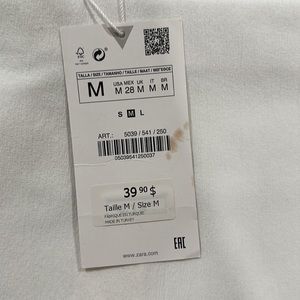 FSC
TALLA / SIZE / TAMANHO / TAILLE / MAAT /
M
USA MEX UK IT BR
M 28 M M M
S M L
ART.: 5039 / 541 / 250
05039541250037
39 90 $
Taille M / Size M
FABRIQUÉ EN TURQUIE
MADE IN TURKEY
EAC
www.zara.com